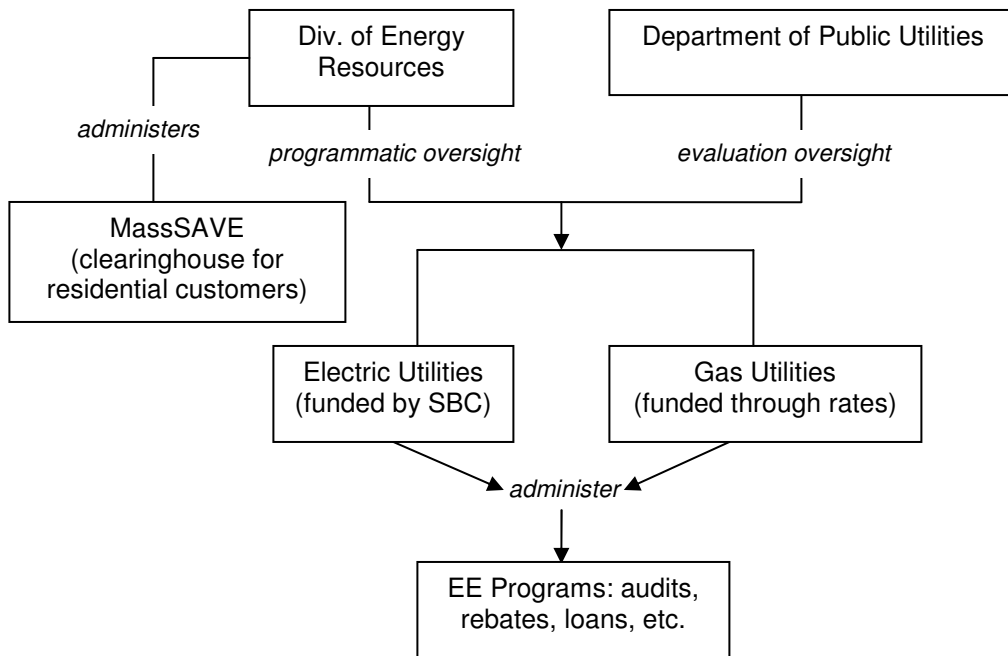 Div. of Energy
Resources
Department of Public Utilities
administers
programmatic oversight
evaluation oversight
MassSAVE
(clearinghouse for
residential customers)
Electric Utilities
(funded by SBC)
Gas Utilities
(funded through rates)
administer
EE Programs: audits,
rebates, loans, etc.